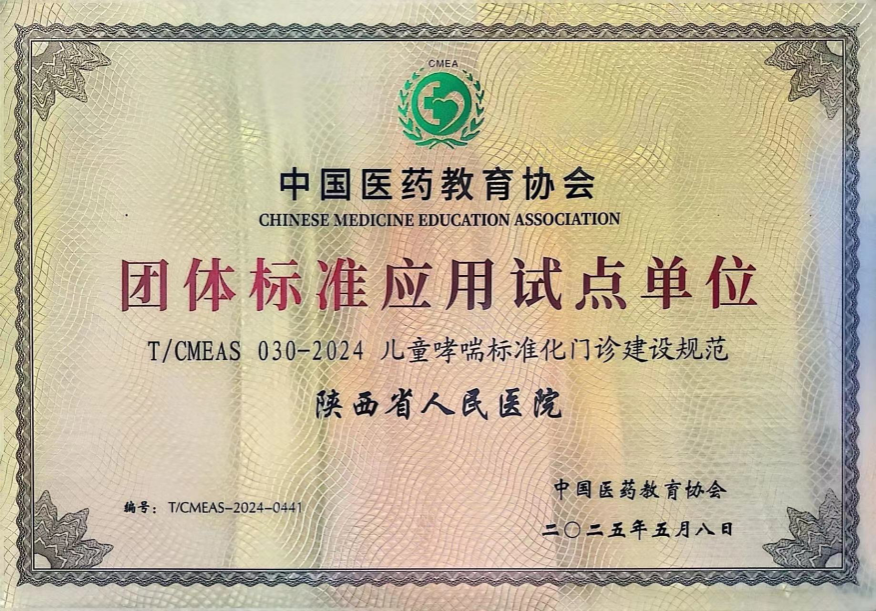 CMEA
中国医药教育协会
CHINESE MEDICINE EDUCATION ASSOCIATION
团体标准应用试点单位
T/CMEAS 030-2024 儿童哮喘标准化门诊建设规范
陕西省人民医院
中国医药教育协会
编号：T/CMEAS-2024-0441
二〇二五年五月八日